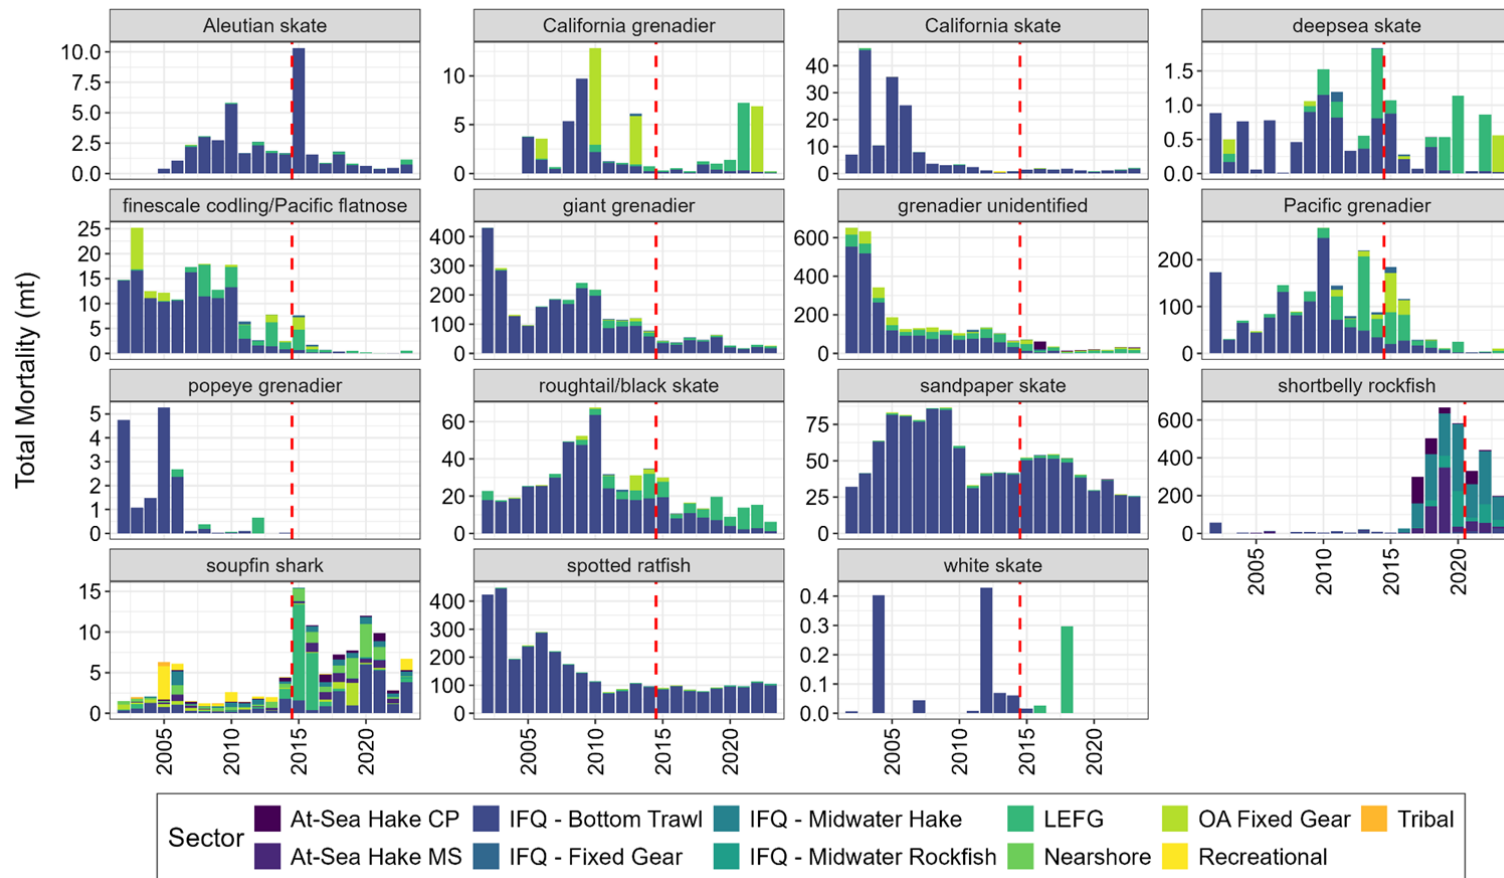 Aleutian skate California grenadier California skate deepsea skate
10.0 7.5 5.0 2.5 0.0
10 5 0
40 30 20 10 0
1.5 1.0 0.5 0.0
finescale codling/Pacific flatnose giant grenadier grenadier unidentified Pacific grenadier
25 20 15 10 5 0
400 300 200 100 0
600 400 200 0
200 100 0
Total Mortality (mt)
popeye grenadier roughtail/black skate sandpaper skate shortbelly rockfish
5 4 3 2 1 0
60 40 20 0
75 50 25 0
600 400 200 0
2005 2010 2015 2020
soupfin shark spotted ratfish white skate
15 10 5 0
400 300 200 100 0
0.4 0.3 0.2 0.1 0.0
2005 2010 2015 2020 2005 2010 2015 2020 2005 2010 2015 2020
Sector
At-Sea Hake CP IFQ - Bottom Trawl IFQ - Midwater Hake LEFG OA Fixed Gear Tribal
At-Sea Hake MS IFQ - Fixed Gear IFQ - Midwater Rockfish Nearshore Recreational